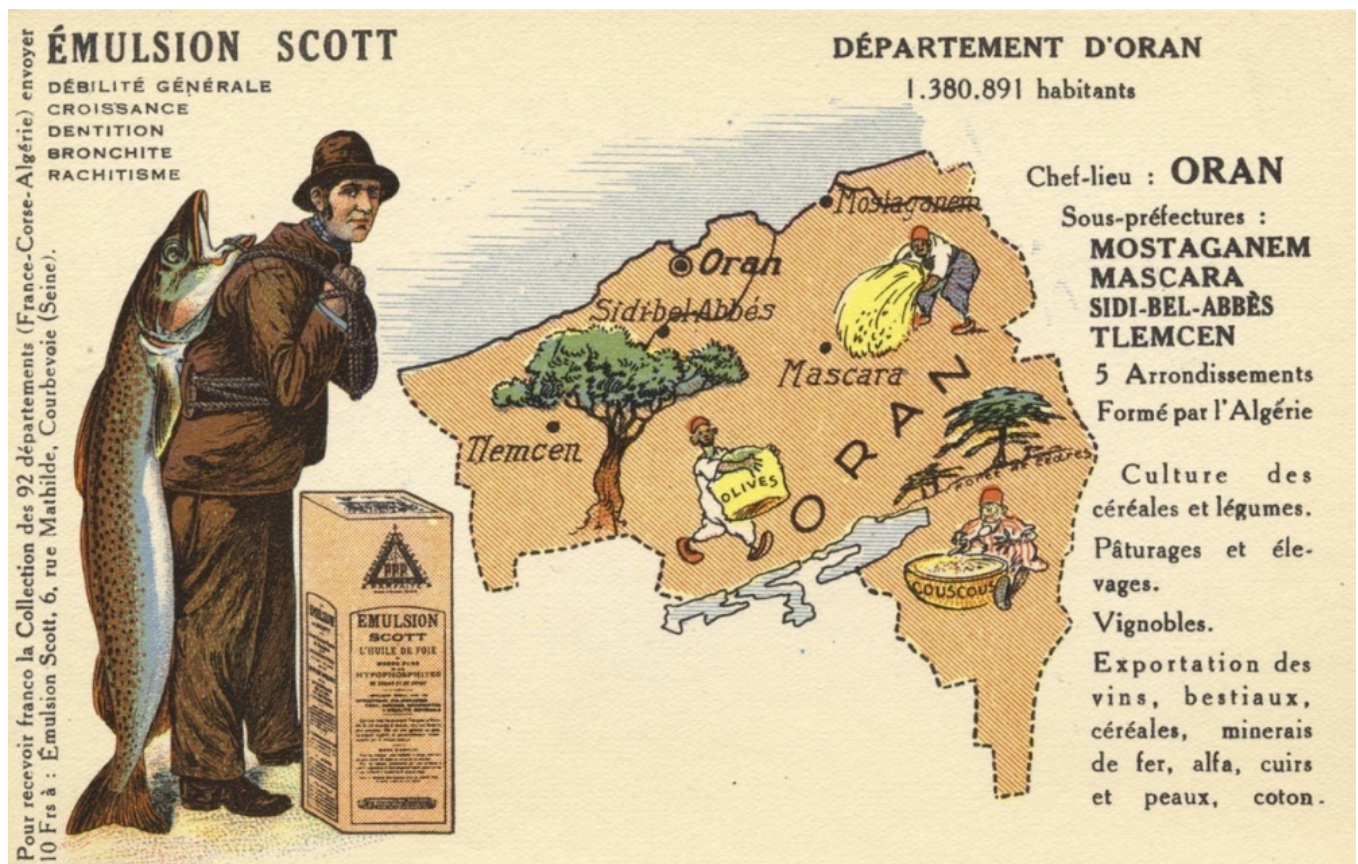 Pour recevoir franco la Collection des 92 départements (France-Corse-Algérie) envoyer
10 Frs à : Émulsion Scott, 6, rue Mathilde, Courbevoie (Seine).
ÉMULSION SCOTT
DÉBILITÉ GÉNÉRALE
CROISSANCE
DENTITION
BRONCHITE
RACHITISME
PPP
EMULSION
SCOTT
L'HUILE DE FOIE
HYPOPHOSPHITES
Mostaganem
Oran
Sidi-bel-Abbés
Mascara
Tlemcen
ORAN
OLIVES
COUSCOUS
DÉPARTEMENT D'ORAN
1.380.891 habitants
Chef-lieu : ORAN
Sous-préfectures :
MOSTAGANEM
MASCARA
SIDI-BEL-ABBÈS
TLEMCEN
5 Arrondissements
Formé par l'Algérie
Culture des
céréales et légumes.
Pâturages et éle-
vages.
Vignobles.
Exportation des
vins, bestiaux,
céréales, minerais
de fer, alfa, cuirs
et peaux, coton.